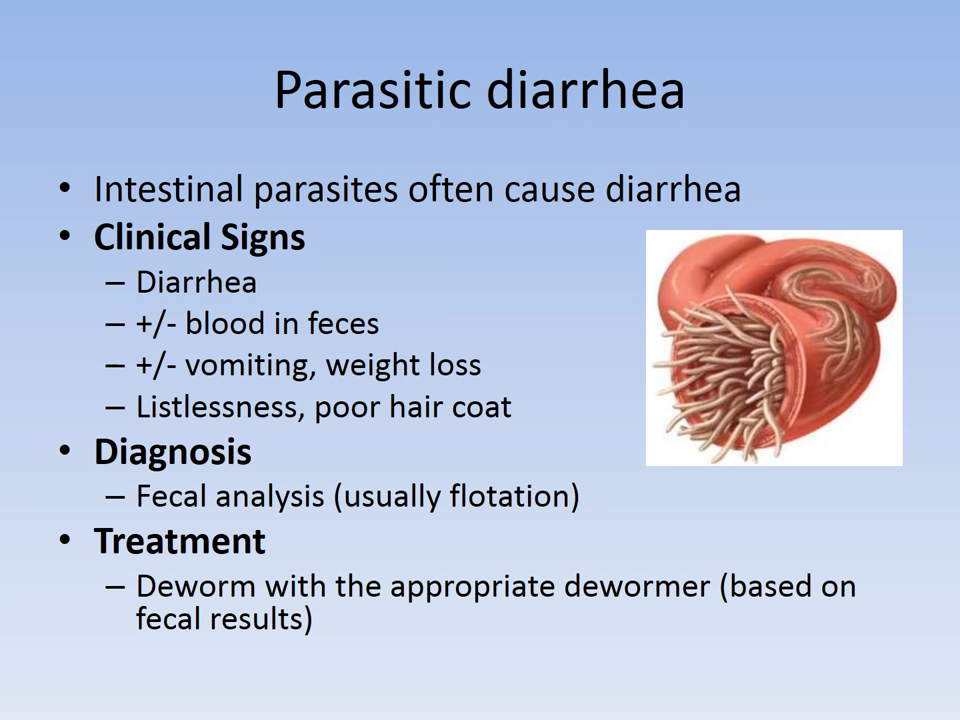 Parasitic diarrhea
• Intestinal parasites often cause diarrhea
• Clinical Signs
– Diarrhea
– +/- blood in feces
– +/- vomiting, weight loss
– Listlessness, poor hair coat
• Diagnosis
– Fecal analysis (usually flotation)
• Treatment
– Deworm with the appropriate dewormer (based on
fecal results)